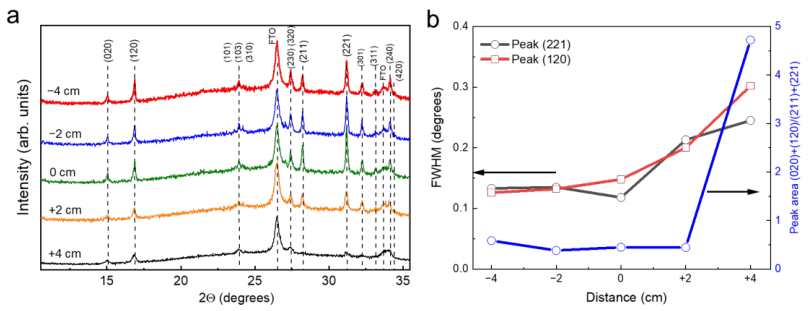 a
Intensity (arb. units)
(020)
(120)
(101)
(103)
(310)
FTO
(230)
(320)
(211)
(221)
(301)
(311)
FTO
(240)
(420)
−4 cm
−2 cm
0 cm
+2 cm
+4 cm
10
15
20
25
30
35
2Θ (degrees)
b
FWHM (degrees)
0.4
0.3
0.2
0.1
0.0
Peak (221)
Peak (120)
−4
−2
0
+2
+4
Distance (cm)
5
4
3
2
1
0
Peak area (020)+(120)/(211)+(221)